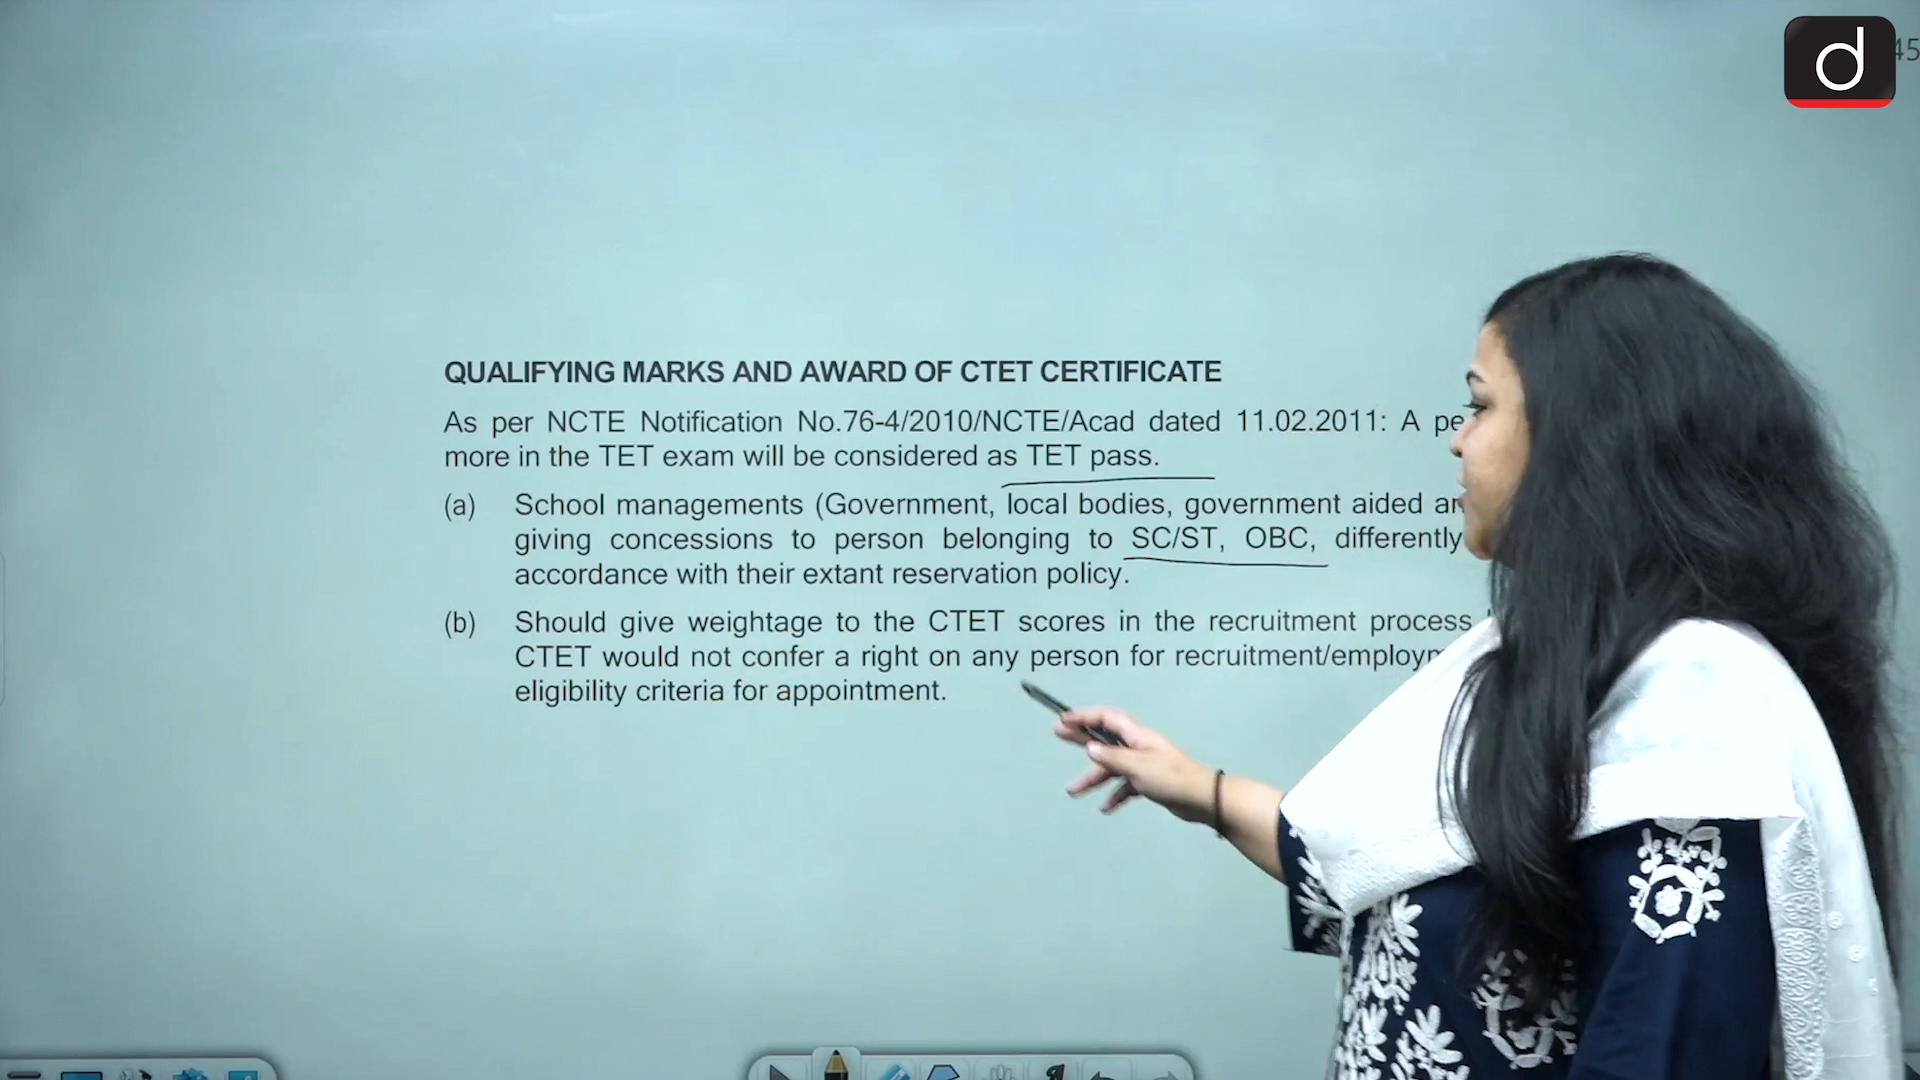 d
45
QUALIFYING MARKS AND AWARD OF CTET CERTIFICATE
As per NCTE Notification No.76-4/2010/NCTE/Acad dated 11.02.2011: A
more in the TET exam will be considered as TET pass.
(a) School managements (Government, local bodies, government aided
giving concessions to person belonging to SC/ST, OBC, differently
accordance with their extant reservation policy.
(b) Should give weightage to the CTET scores in the recruitment process
CTET would not confer a right on any person for
eligibility criteria for appointment.